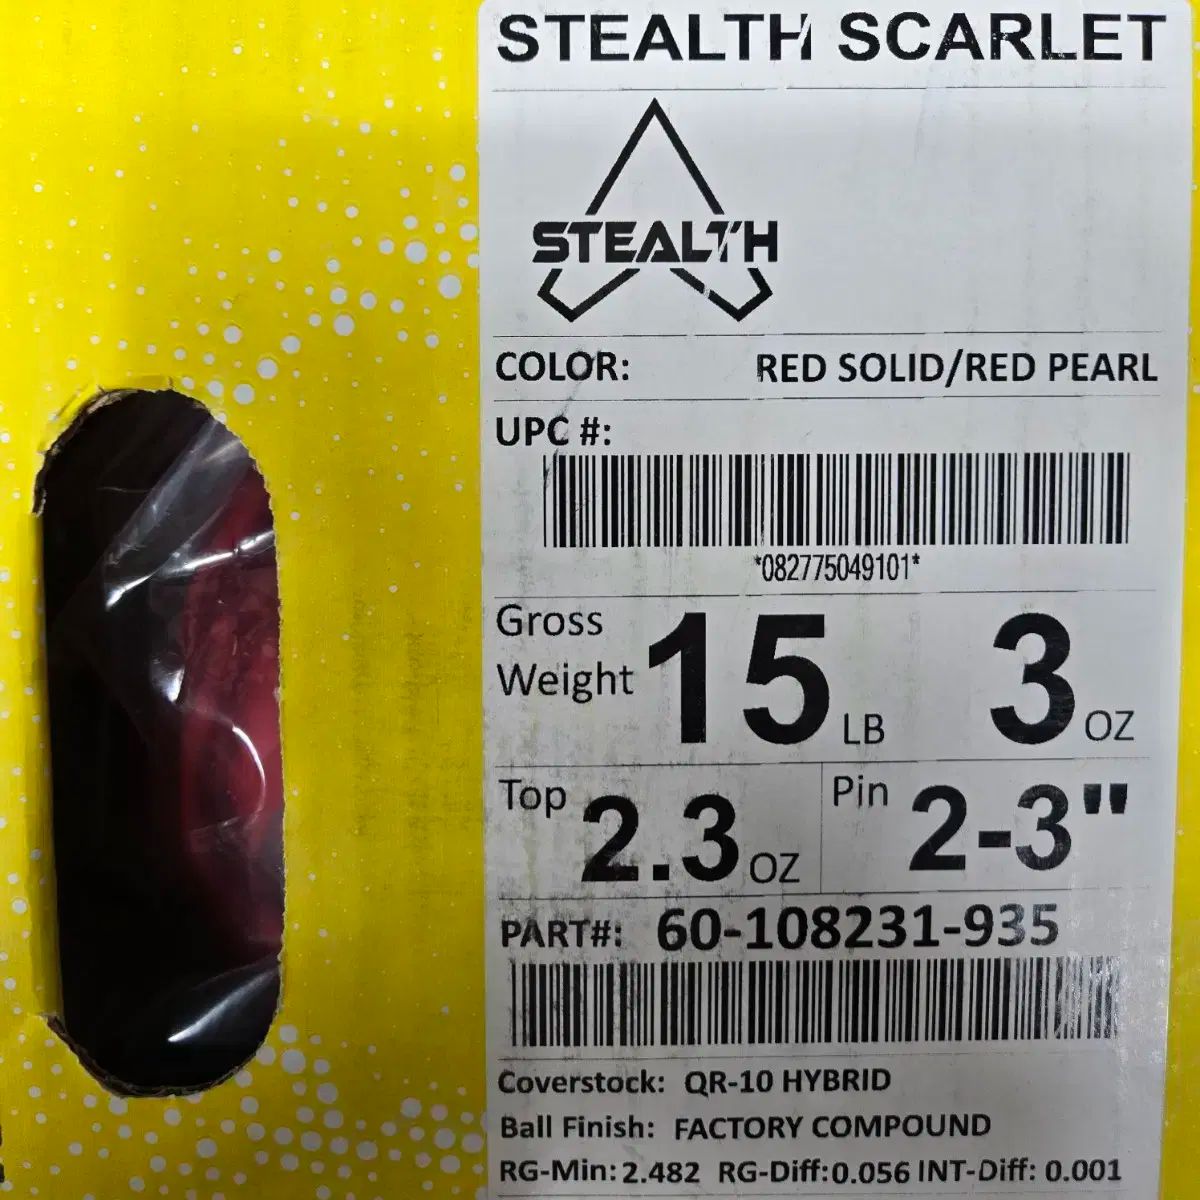 STEALTH SCARLET
STEALTH
COLOR: RED SOLID/RED PEARL
UPC #:
*082775049101*
Gross
Weight 15 LB 3 OZ
Top 2.3 OZ Pin 2-3"
PART#: 60-108231-935
Coverstock: QR-10 HYBRID
Ball Finish: FACTORY COMPOUND
RG-Min: 2.482 RG-Diff: 0.056 INT-Diff: 0.001